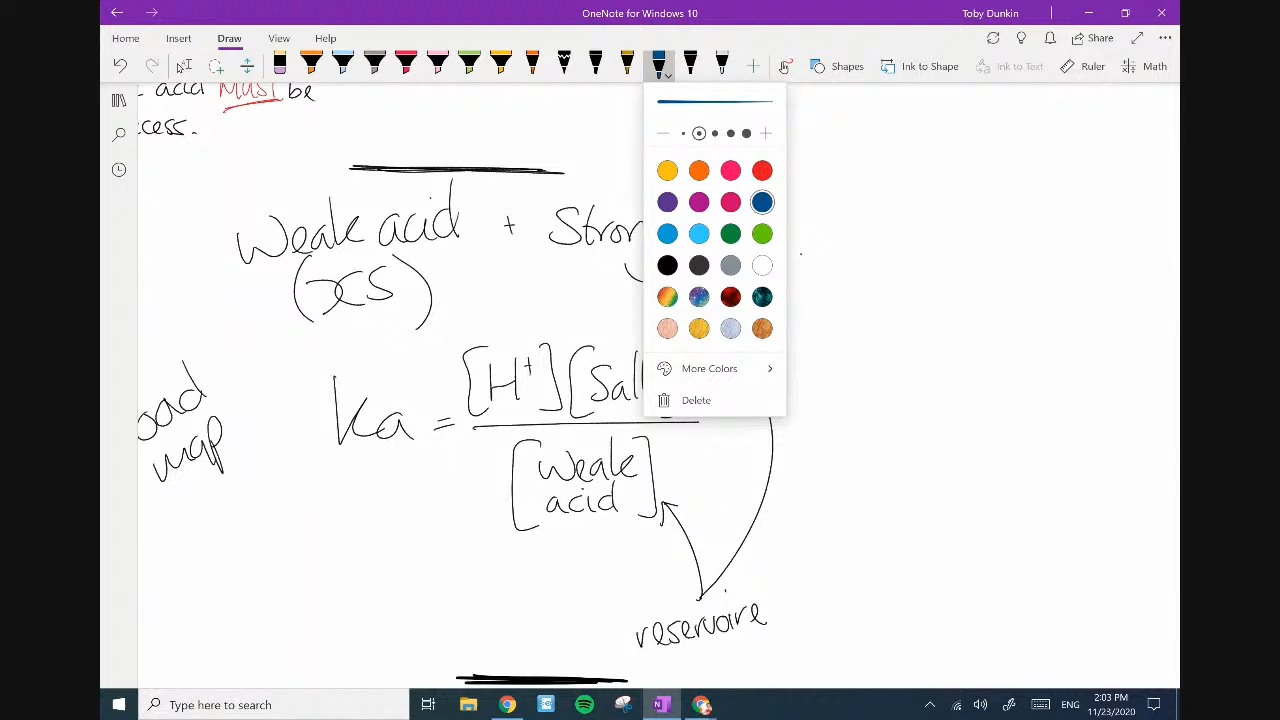 OneNote for Windows 10
Toby Dunkin
Home Insert Draw View Help
Share
Shapes Ink to Shape Ink to Text Ruler Math
acid Must be
cess.
Weak acid + Stron
(xs)
Ka = [H+][Sal
[Weak
acid]
oad
map
reservoire
More Colors
Delete
Type here to search
ENG
2:03 PM
11/23/2020